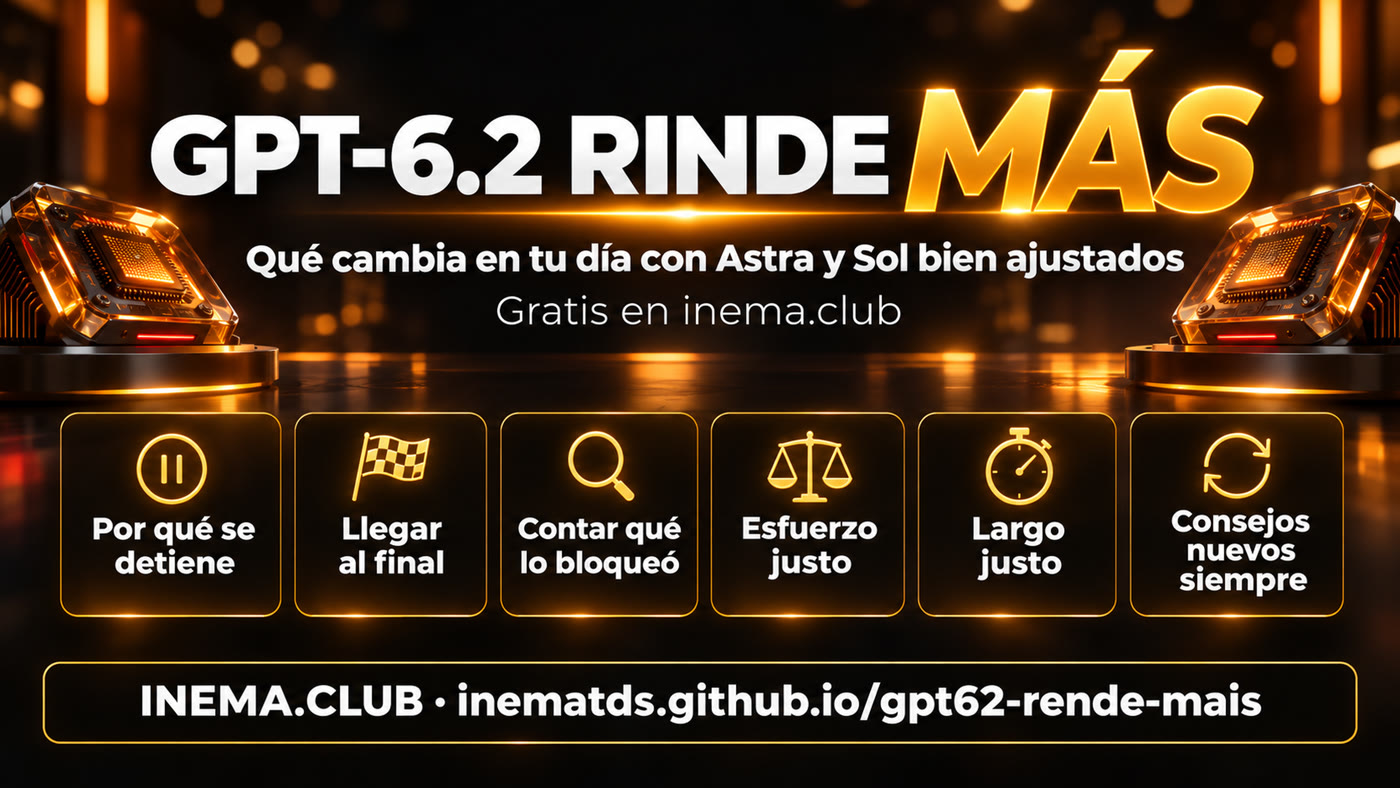 GPT-6.2 RINDE MÁS
Qué cambia en tu día con Astra y Sol bien ajustados
Gratis en inema.club
Por qué se
detiene
Llegar
al final
Contar qué
lo bloqueó
Esfuerzo
justo
Largo
justo
Consejos
nuevos
siempre
INEMA.CLUB · inematds.github.io/gpt62-rende-mais